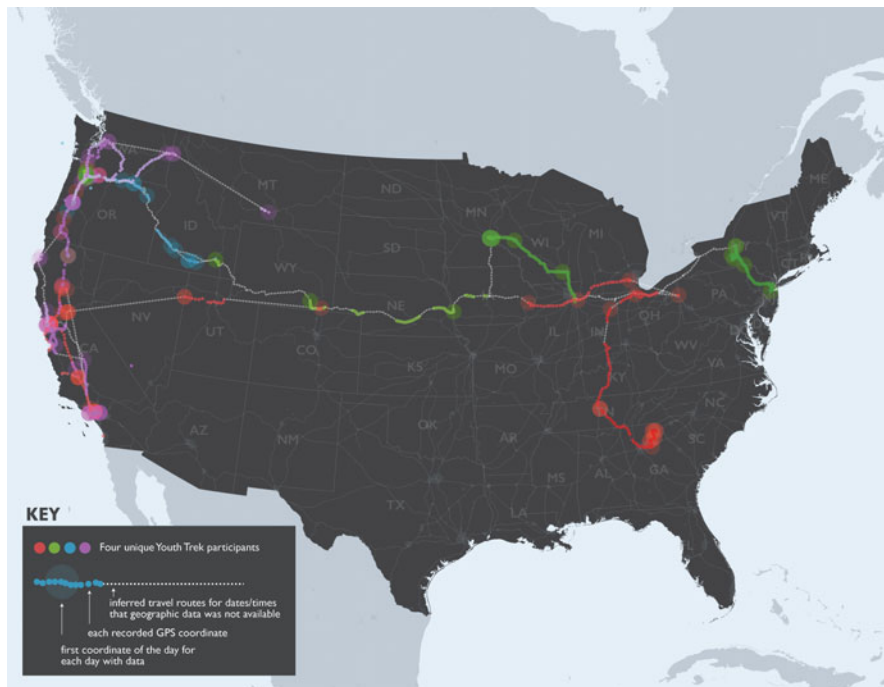 WA
ME
MT
ND
OR
MN
VT
ID
WI
MI
SD
WY
CT
PA
NE
NV
IL
IN
OH
UT
CO
CA
WV
KS
MO
VA
KY
NC
TN
OK
AZ
NM
AR
SC
MS
AL
GA
TX
LA
KEY
Four unique Youth Trek participants
inferred travel routes for dates/times
that geographic data was not available
each recorded GPS coordinate
first coordinate of the day for
each day with data